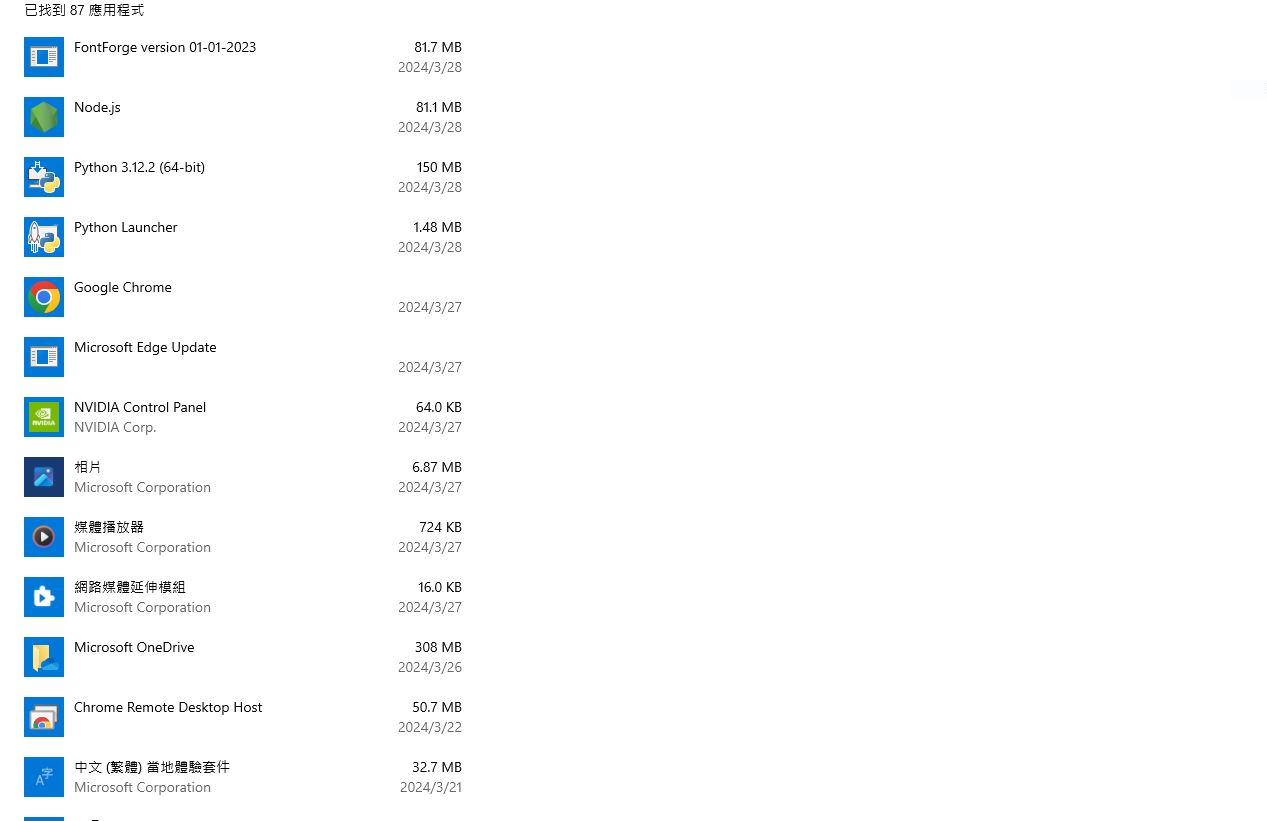 已找到 87 應用程式
FontForge version 01-01-2023
81.7 MB
2024/3/28
Node.js
81.1 MB
2024/3/28
Python 3.12.2 (64-bit)
150 MB
2024/3/28
Python Launcher
1.48 MB
2024/3/28
Google Chrome
2024/3/27
Microsoft Edge Update
2024/3/27
NVIDIA
NVIDIA Control Panel
64.0 KB
NVIDIA Corp.
2024/3/27
相片
6.87 MB
Microsoft Corporation
2024/3/27
媒體播放器
724 KB
Microsoft Corporation
2024/3/27
網路媒體延伸模組
16.0 KB
Microsoft Corporation
2024/3/27
Microsoft OneDrive
308 MB
2024/3/26
Chrome Remote Desktop Host
50.7 MB
2024/3/22
A字
中文 (繁體) 當地體驗套件
32.7 MB
Microsoft Corporation
2024/3/21